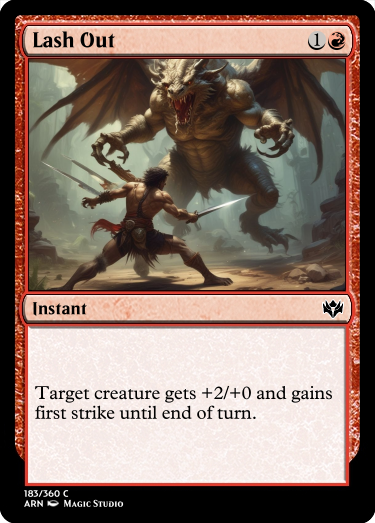 Lash Out 1
Instant
Target creature gets +2/+0 and gains
first strike until end of turn.
183/360 C
ARN Magic Studio